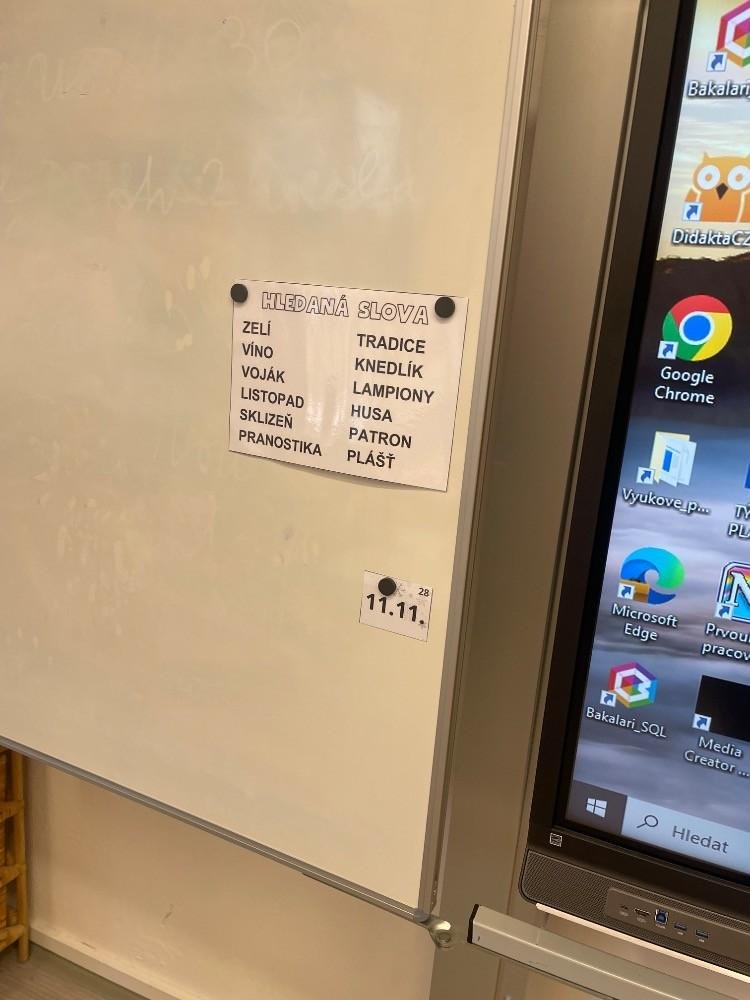 HLEDANÁ SLOVA
ZELÍ
VÍNO
VOJÁK
LISTOPAD
SKLIZEŇ
PRANOSTIKA
TRADICE
KNEDLÍK
LAMPIONY
HUSA
PATRON
PLÁŠŤ
28
11.11.
Bakalari
DidaktaCZ
Google
Chrome
Vyukove_p...
Microsoft
Edge
Prvou
pracov
Bakalari_SQL
Media
Creator ...
Hledat